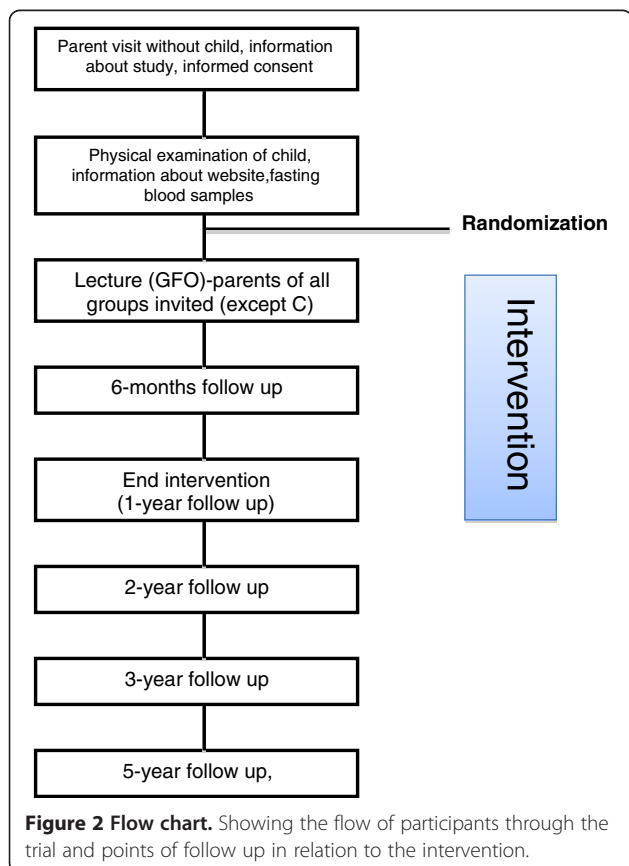 Parent visit without child, information
about study, informed consent
Physical examination of child,
information about website,fasting
blood samples
Randomization
Lecture (GFO)-parents of all
groups invited (except C)
Intervention
6-months follow up
End intervention
(1-year follow up)
2-year follow up
3-year follow up
5-year follow up,
Figure 2 Flow chart. Showing the flow of participants through the
trial and points of follow up in relation to the intervention.